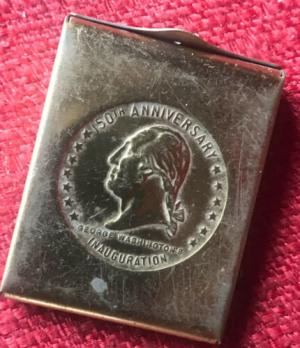 150TH ANNIVERSARY
GEORGE WASHINGTON'S
INAUGURATION